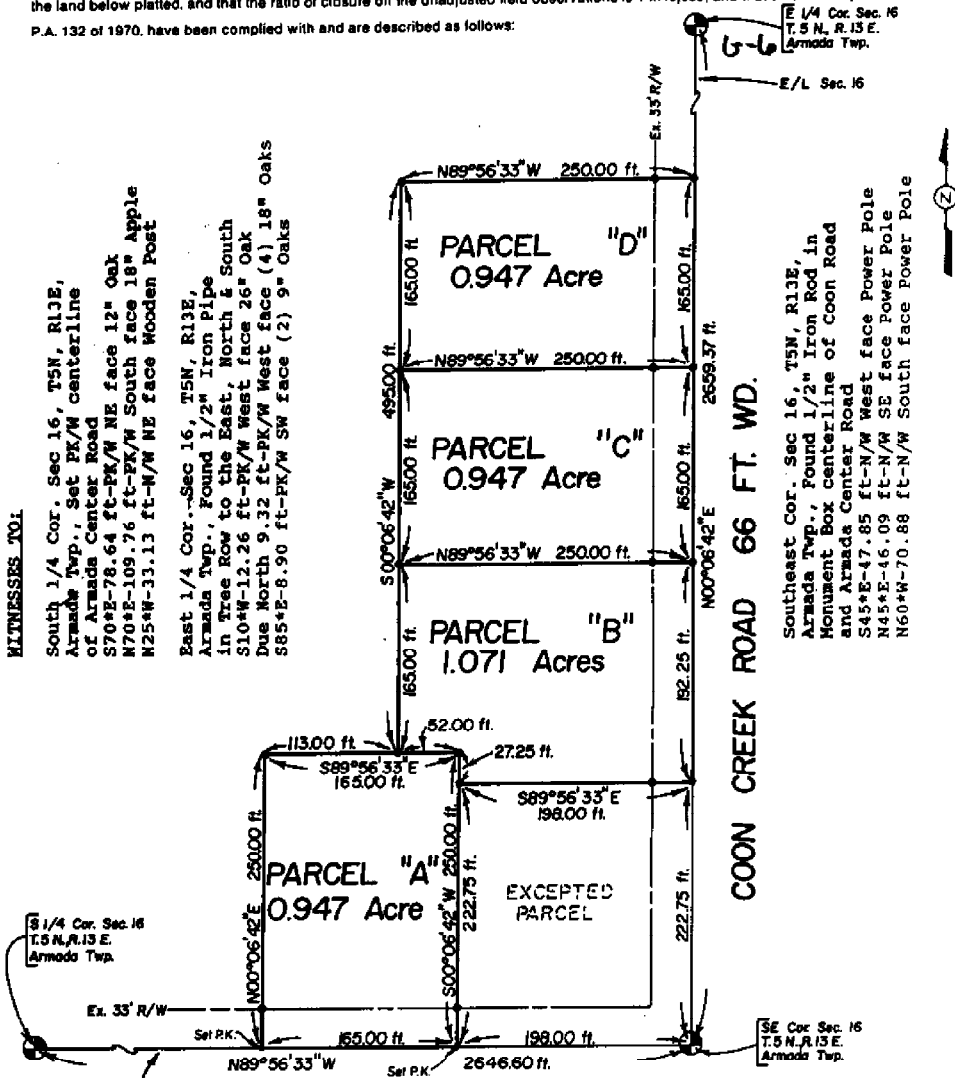 the land below platted, and that the ratio of closure on the unadjusted field observations is
P.A. 132 of 1970, have been complied with and are described as follows:
E 1/4 Cor. Sec. 16
T. 5 N., R. 13 E.
Armada Twp.
G-6
E/L Sec. 16
Ex. 33' R/W
N89°56'33"W 250.00 ft.
PARCEL "D"
0.947 Acre
165.00 ft.
165.00 ft.
N89°56'33"W 250.00 ft.
495.00 ft.
2659.37 ft.
PARCEL "C"
0.947 Acre
165.00 ft.
165.00 ft.
S00°06'42"W
N00°06'42"E
N89°56'33"W 250.00 ft.
PARCEL "B"
1.071 Acres
165.00 ft.
192.25 ft.
52.00 ft.
113.00 ft.
27.25 ft.
S89°56'33"E
165.00 ft.
S89°56'33"E
198.00 ft.
N00°06'42"E 250.00 ft.
PARCEL "A"
0.947 Acre
S00°06'42"W 250.00 ft.
222.75 ft.
EXCEPTED
PARCEL
222.75 ft.
COON CREEK ROAD 66 FT. WD.
S 1/4 Cor. Sec. 16
T. 5 N., R. 13 E.
Armada Twp.
Ex. 33' R/W
Set P.K.
165.00 ft.
198.00 ft.
N89°56'33"W
Set P.K.
2646.60 ft.
SE Cor. Sec. 16
T. 5 N., R. 13 E.
Armada Twp.
Z
WITNESSES TO:
South 1/4 Cor. Sec 16, T5N, R13E,
Armada Twp., Set PK/W centerline
of Armada Center Road
S70*E-78.64 ft-PK/W NE face 12" Oak
N70*E-109.76 ft-PK/W South face 18" Apple
N25*W-33.13 ft-N/W NE face Wooden Post
East 1/4 Cor. Sec 16, T5N, R13E,
Armada Twp., Found 1/2" Iron Pipe
in Tree Row to the East, North & South
S10*W-12.26 ft-PK/W West face 26" Oak
Due North 9.32 ft-PK/W West face (4) 18" Oaks
S85*E-8.90 ft-PK/W SW face (2) 9" Oaks
Southeast Cor. Sec 16, T5N, R13E,
Armada Twp., Found 1/2" Iron Rod in
Monument Box centerline of Coon Road
and Armada Center Road
S45*E-47.85 ft-N/W West face Power Pole
N45*E-46.09 ft-N/W SE face Power Pole
N60*W-70.88 ft-N/W South face Power Pole